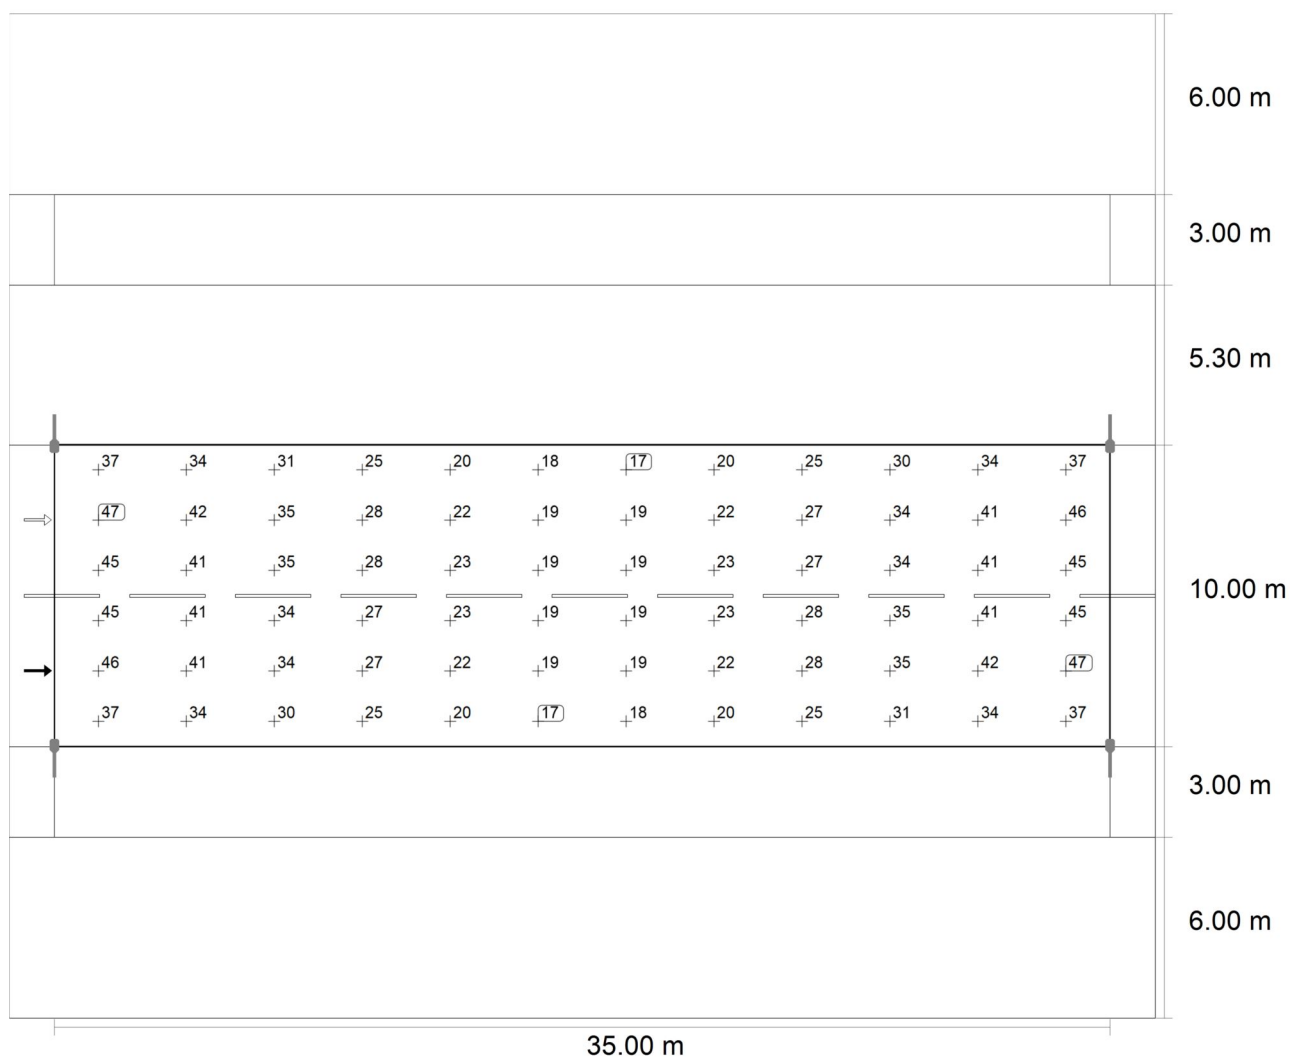 6.00 m
3.00 m
5.30 m
37 34 31 25 20 18 17 20 25 30 34 37
47 42 35 28 22 19 19 22 27 34 41 46
45 41 35 28 23 19 19 23 27 34 41 45
10.00 m
45 41 34 27 23 19 19 23 28 35 41 45
46 41 34 27 22 19 19 22 28 35 42 47
37 34 30 25 20 17 18 20 25 31 34 37
3.00 m
6.00 m
35.00 m